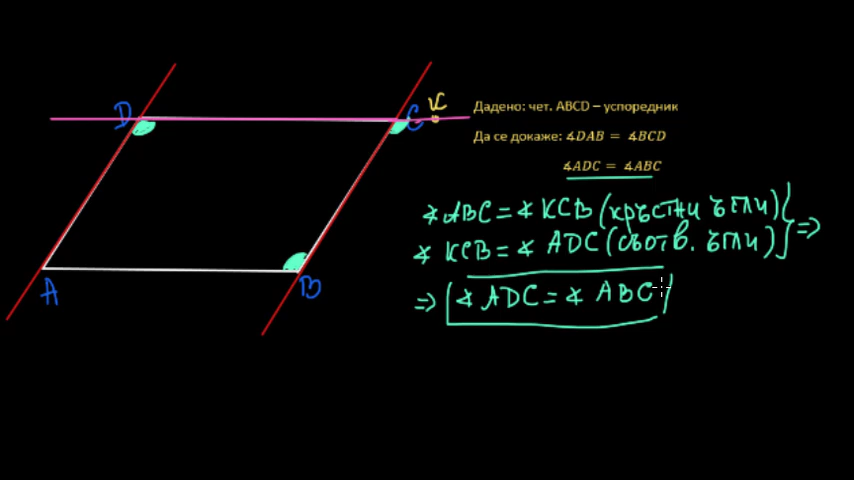 D
C
K
A
B
Дадено: чет. ABCD – успоредник
Да се докаже: ∡DAB = ∡BCD
∡ADC = ∡ABC
∡ABC = ∡KCB (кръстни ъгли)
∡KCB = ∡ADC (съотв. ъгли) } =>
=> ∡ADC = ∡ABC